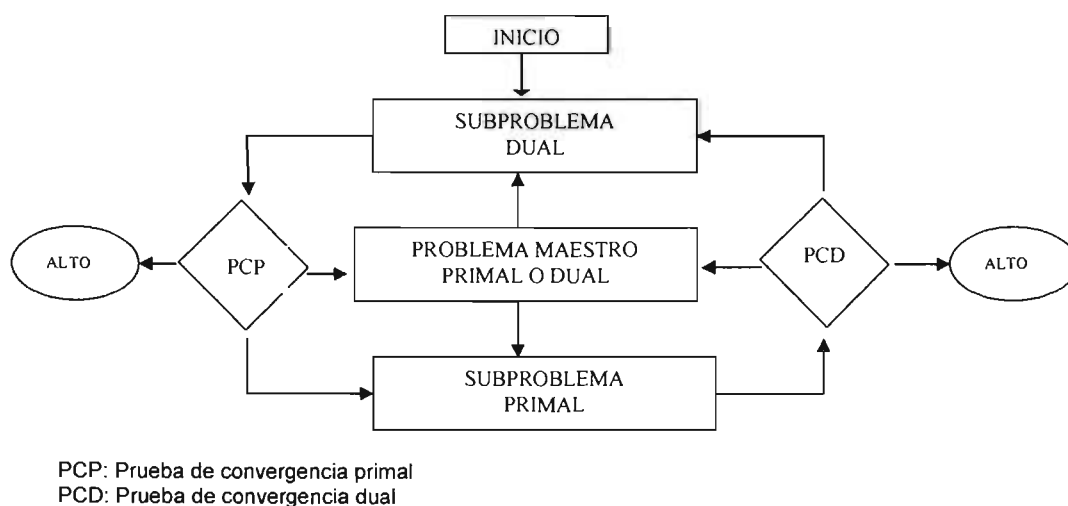 INICIO
SUBPROBLEMA
DUAL
ALTO
PCP
PROBLEMA MAESTRO
PRIMAL O DUAL
PCD
ALTO
SUBPROBLEMA
PRIMAL
PCP: Prueba de convergencia primal
PCD: Prueba de convergencia dual